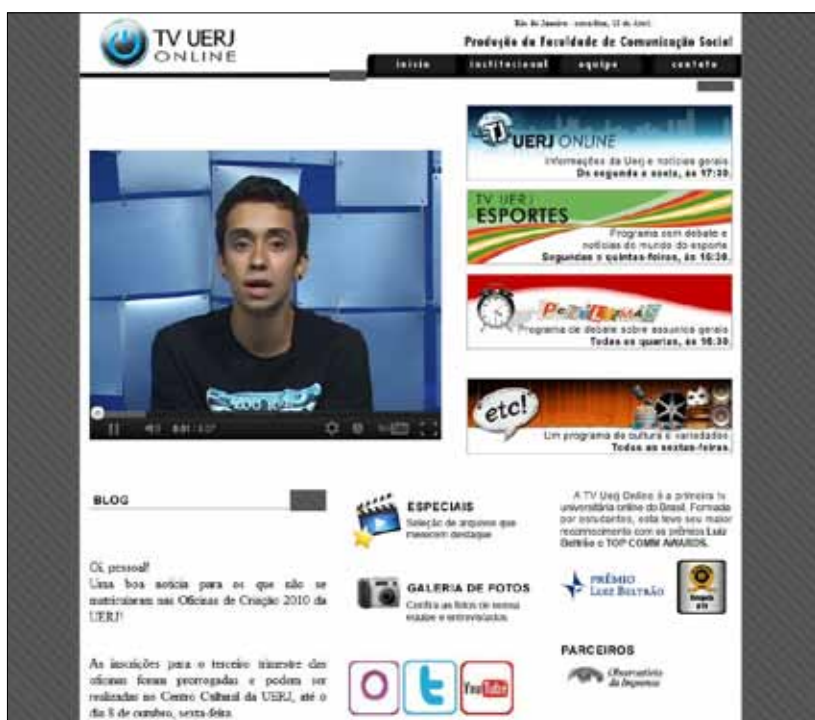 TV UERJ
ONLINE
Produção da Faculdade de Comunicação Social
início institucional equipe contato
UERJ ONLINE
Informações da Uerj e notícias gerais
De segunda a sexta, às 17:30.
TV UERJ
ESPORTES
Programa com debate e
notícias do mundo do esporte
Segundas e quintas-feiras, às 16:30.
Programa de debate sobre assuntos gerais
Todas as quartas, às 16:30.
etc!
Um programa de cultura e variedades
Todas as sextas-feiras.
BLOG
Oi, pessoal!
Uma boa notícia para os que não se
matricularam nas Oficinas de Criação 2010 da
UERJ!
As inscrições para o terceiro trimestre das
oficinas foram prorrogadas e podem ser
realizadas no Centro Cultural da UERJ, até o
dia 8 de outubro, sexta-feira.
ESPECIAIS
Seleção de arquivos que
merecem destaque
GALERIA DE FOTOS
Confira as fotos de nossa
equipe e entrevistados
You Tube
A TV Uerj Online é a primeira tv
universitária online do Brasil. Formada
por estudantes, esta teve seu maior
reconhecimento com os prêmios Luiz
Beltrão e TOP COMM AWARDS.
PRÊMIO
LUIZ BELTRÃO
PARCEIROS
Observatório
da Imprensa